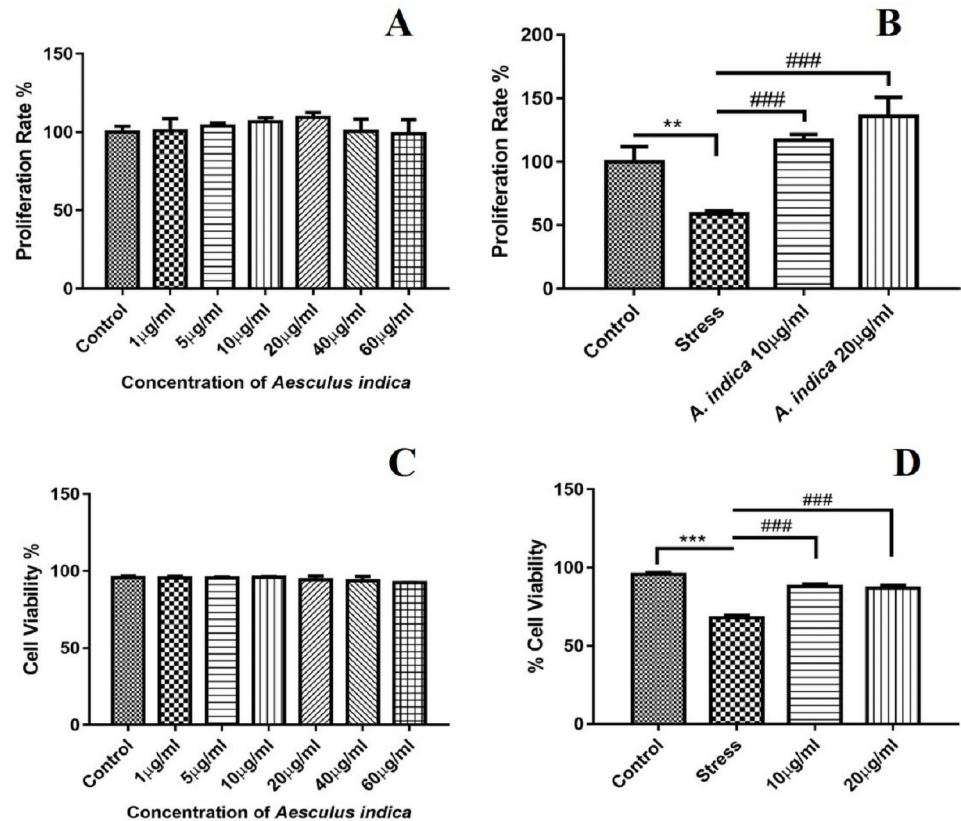 A
Proliferation Rate %
150
100
50
0
Control
1μg/ml
5μg/ml
10μg/ml
20μg/ml
40μg/ml
60μg/ml
Concentration of Aesculus indica
B
Proliferation Rate %
200
150
100
50
0
###
###
**
Control
Stress
A. indica 10μg/ml
A. indica 20μg/ml
C
Cell Viability %
150
100
50
0
Control
1μg/ml
5μg/ml
10μg/ml
20μg/ml
40μg/ml
60μg/ml
Concentration of Aesculus indica
D
% Cell Viability
150
100
50
0
###
###
***
Control
Stress
10μg/ml
20μg/ml